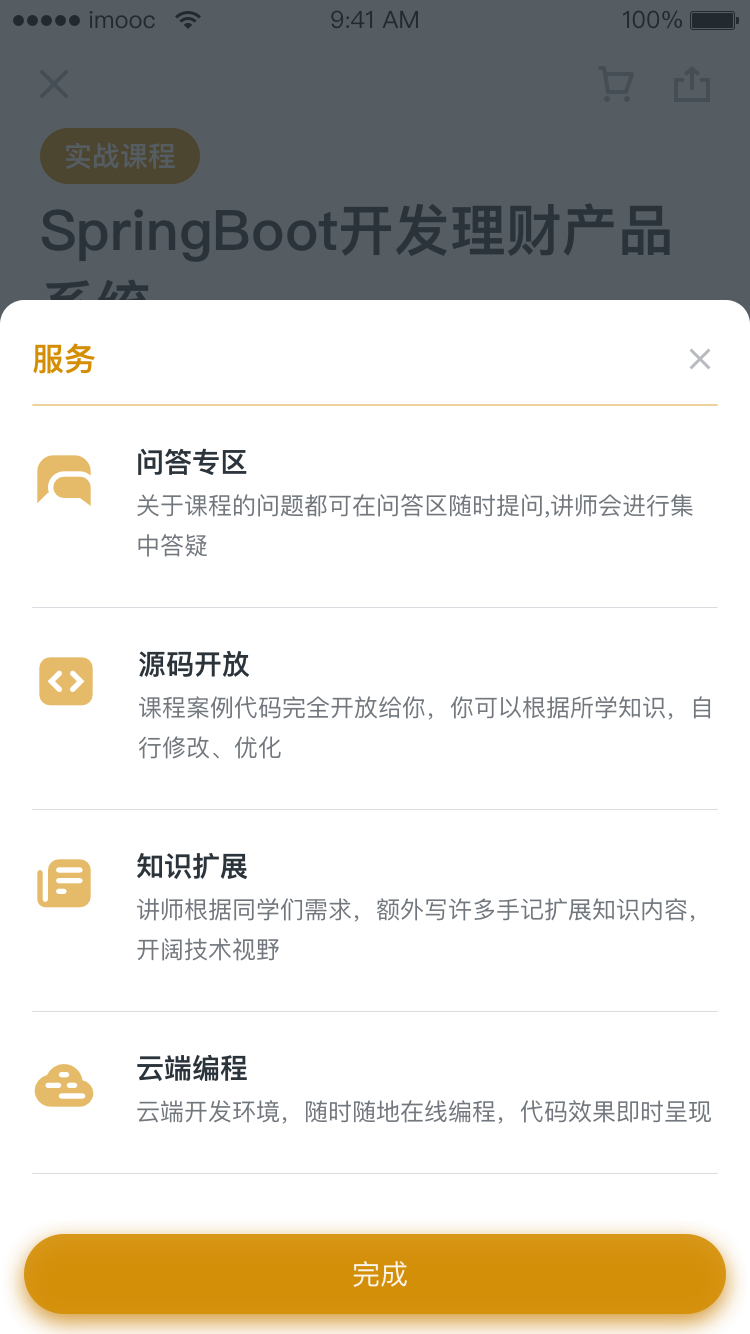 imooc 9:41 AM 100%
实战课程
SpringBoot开发理财产品
系统
服务
问答专区
关于课程的问题都可在问答区随时提问,讲师会进行集
中答疑
源码开放
课程案例代码完全开放给你，你可以根据所学知识，自
行修改、优化
知识扩展
讲师根据同学们需求，额外写许多手记扩展知识内容，
开阔技术视野
云端编程
云端开发环境，随时随地在线编程，代码效果即时呈现
完成